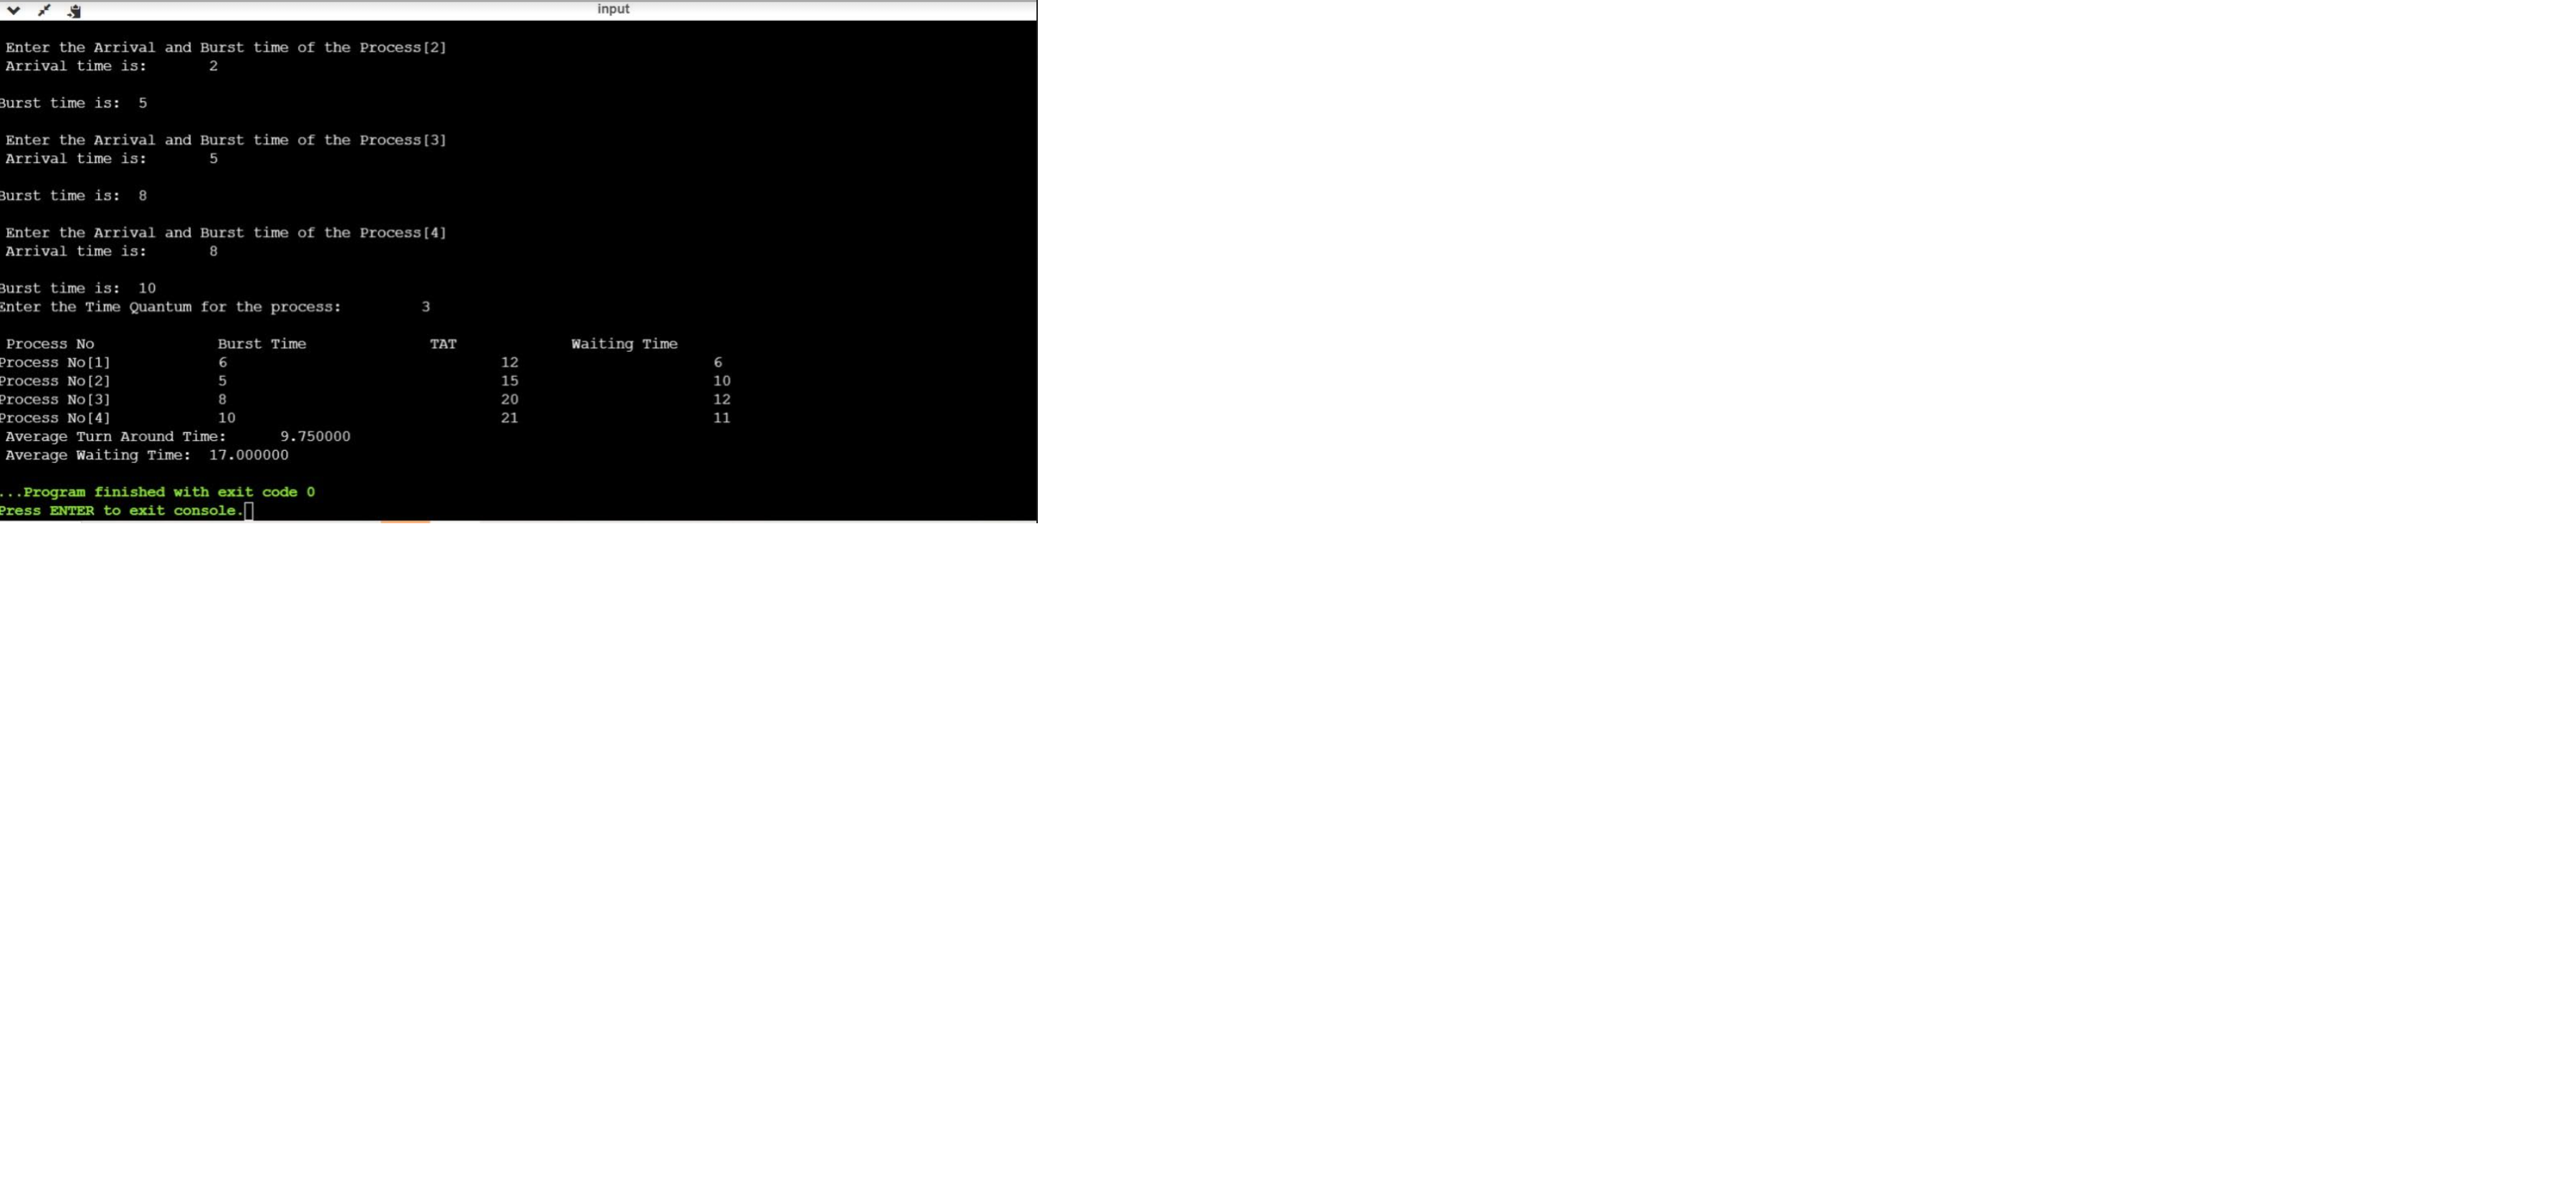 input
Enter the Arrival and Burst time of the Process[2]
Arrival time is: 2
Burst time is: 5
Enter the Arrival and Burst time of the Process[3]
Arrival time is: 5
Burst time is: 8
Enter the Arrival and Burst time of the Process[4]
Arrival time is: 8
Burst time is: 10
Enter the Time Quantum for the process: 3
Process No Burst Time TAT Waiting Time
Process No[1] 6 12 6
Process No[2] 5 15 10
Process No[3] 8 20 12
Process No[4] 10 21 11
Average Turn Around Time: 9.750000
Average Waiting Time: 17.000000
...Program finished with exit code 0
Press ENTER to exit console.